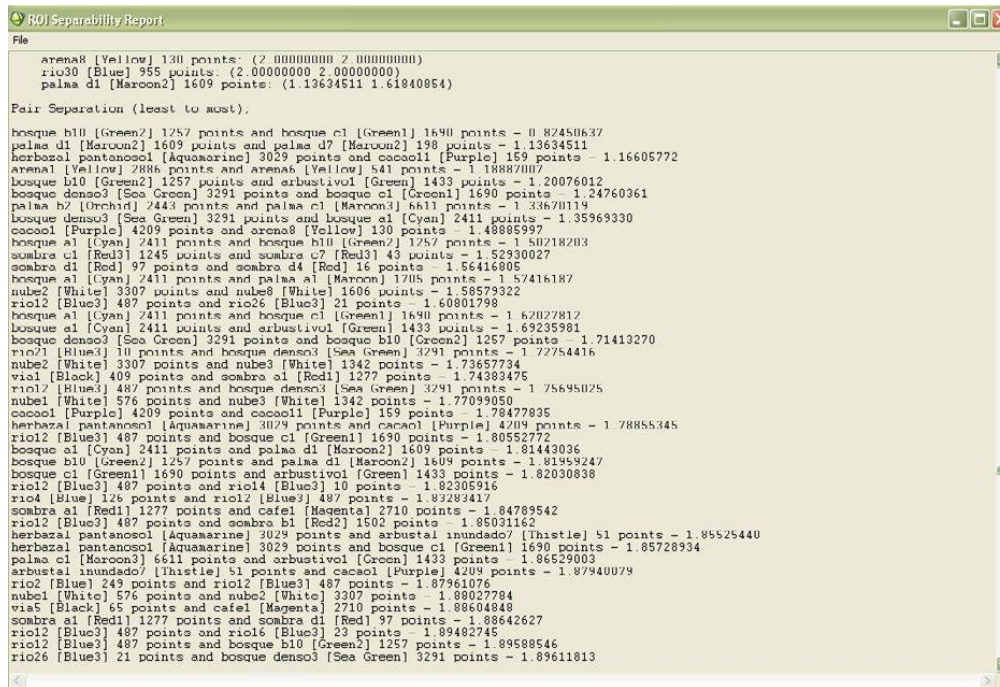 ROI Separability Report
File
arena8 [Yellow] 130 points: (2.00000000 2.00000000)
rio30 [Blue] 955 points: (2.00000000 2.00000000)
palma d1 [Maroon2] 1609 points: (1.13634511 1.61840854)
Pair Separation (least to most),
bosque b10 [Green2] 1257 points and bosque c1 [Green1] 1690 points - 0.82450637
palma d1 [Maroon2] 1609 points and palma d7 [Maroon2] 198 points - 1.13634511
herbazal pantanoso1 [Aquamarine] 3029 points and cacao11 [Purple] 159 points - 1.16605772
arena1 [Yellow] 2886 points and arena6 [Yellow] 541 points - 1.18887007
bosque b10 [Green2] 1257 points and arbustivo1 [Green] 1433 points - 1.20076012
bosque denso3 [Sea Green] 3291 points and bosque c1 [Green1] 1690 points - 1.24760361
palma b2 [Orchid] 2443 points and palma c1 [Maroon3] 6611 points - 1.33670119
bosque denso3 [Sea Green] 3291 points and bosque a1 [Cyan] 2411 points - 1.35969330
cacao1 [Purple] 4209 points and arena8 [Yellow] 130 points - 1.48885997
bosque a1 [Cyan] 2411 points and bosque b10 [Green2] 1257 points - 1.50218203
sombra c1 [Red3] 1245 points and sombra c7 [Red3] 43 points - 1.52930027
sombra d1 [Red] 97 points and sombra d4 [Red] 16 points - 1.56416805
bosque a1 [Cyan] 2411 points and palma a1 [Maroon] 1705 points - 1.57416187
nube2 [White] 3307 points and nube8 [White] 1606 points - 1.58579322
rio12 [Blue3] 487 points and rio26 [Blue3] 21 points - 1.60801798
bosque a1 [Cyan] 2411 points and bosque c1 [Green1] 1690 points - 1.62027812
bosque a1 [Cyan] 2411 points and arbustivo1 [Green] 1433 points - 1.69235981
bosque denso3 [Sea Green] 3291 points and bosque b10 [Green2] 1257 points - 1.71413270
rio21 [Blue3] 10 points and bosque denso3 [Sea Green] 3291 points - 1.72754416
nube2 [White] 3307 points and nube3 [White] 1342 points - 1.73657734
via1 [Black] 409 points and sombra a1 [Red1] 1277 points - 1.74383475
rio12 [Blue3] 487 points and bosque denso3 [Sea Green] 3291 points - 1.75695025
nube1 [White] 576 points and nube3 [White] 1342 points - 1.77099050
cacao1 [Purple] 4209 points and cacao11 [Purple] 159 points - 1.78477835
herbazal pantanoso1 [Aquamarine] 3029 points and cacao1 [Purple] 4209 points - 1.78855345
rio12 [Blue3] 487 points and bosque c1 [Green1] 1690 points - 1.80552772
bosque a1 [Cyan] 2411 points and palma d1 [Maroon2] 1609 points - 1.81443036
bosque b10 [Green2] 1257 points and palma d1 [Maroon2] 1609 points - 1.81959247
bosque c1 [Green1] 1690 points and arbustivo1 [Green] 1433 points - 1.82030838
rio12 [Blue3] 487 points and rio14 [Blue3] 10 points - 1.82305916
rio4 [Blue] 126 points and rio12 [Blue3] 487 points - 1.83283417
sombra a1 [Red1] 1277 points and cafe1 [Magenta] 2710 points - 1.84789542
rio12 [Blue3] 487 points and sombra b1 [Red2] 1502 points - 1.85031162
herbazal pantanoso1 [Aquamarine] 3029 points and arbustal inundado7 [Thistle] 51 points - 1.85525440
herbazal pantanoso1 [Aquamarine] 3029 points and bosque c1 [Green1] 1690 points - 1.85728934
palma c1 [Maroon3] 6611 points and arbustivo1 [Green] 1433 points - 1.86529003
arbustal inundado7 [Thistle] 51 points and cacao1 [Purple] 4209 points - 1.87940079
rio2 [Blue] 249 points and rio12 [Blue3] 487 points - 1.87961076
nube1 [White] 576 points and nube2 [White] 3307 points - 1.88027784
via5 [Black] 65 points and cafe1 [Magenta] 2710 points - 1.88604848
sombra a1 [Red1] 1277 points and sombra d1 [Red] 97 points - 1.88642627
rio12 [Blue3] 487 points and rio16 [Blue3] 23 points - 1.89482745
rio12 [Blue3] 487 points and bosque b10 [Green2] 1257 points - 1.89588546
rio26 [Blue3] 21 points and bosque denso3 [Sea Green] 3291 points - 1.89611813